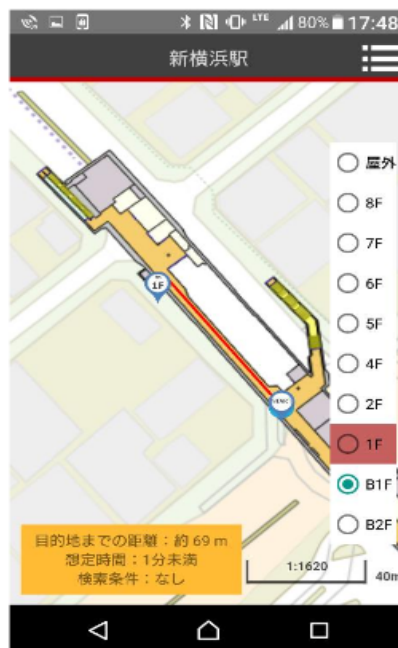 LTE 80% 17:48
新横浜駅
屋外
8F
7F
6F
5F
4F
2F
1F
B1F
B2F
1F
目的地までの距離：約 69 m
想定時間：1分未満
検索条件：なし
1:1620
40m